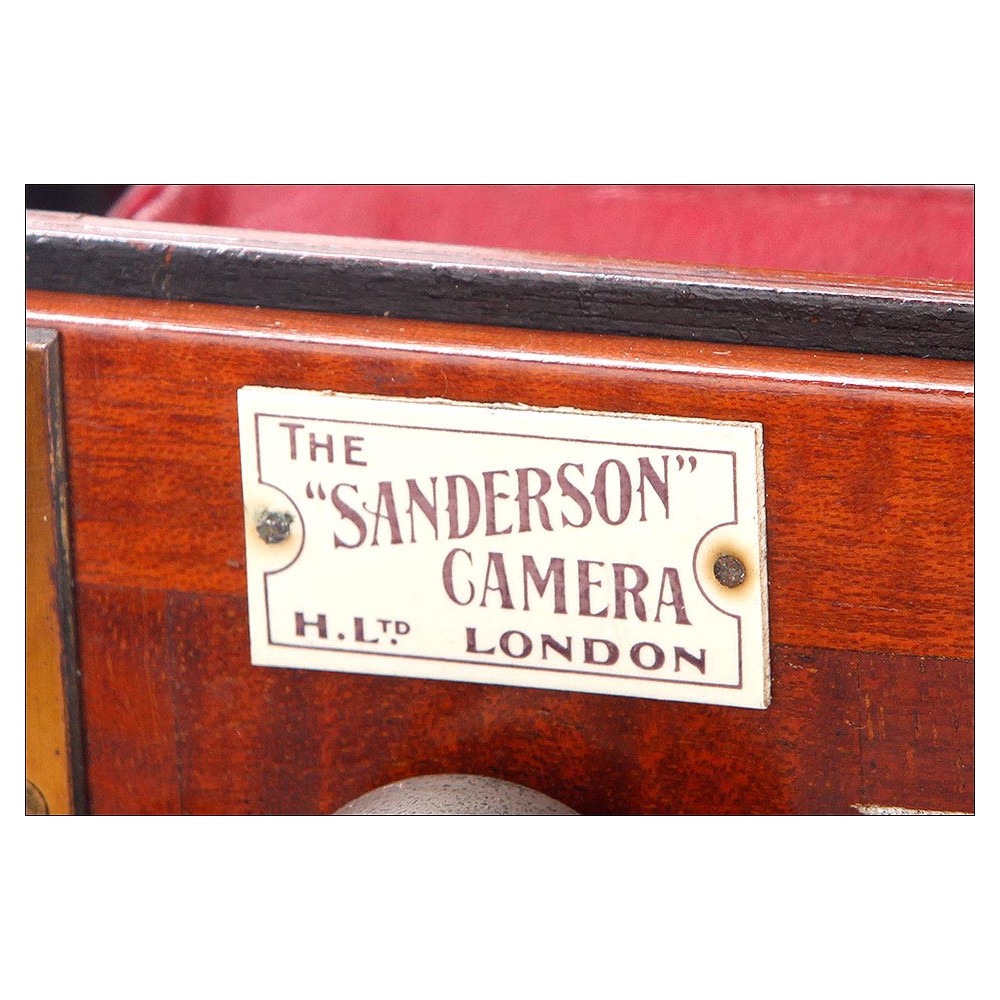 THE
“SANDERSON”
CAMERA
H. LTD. LONDON